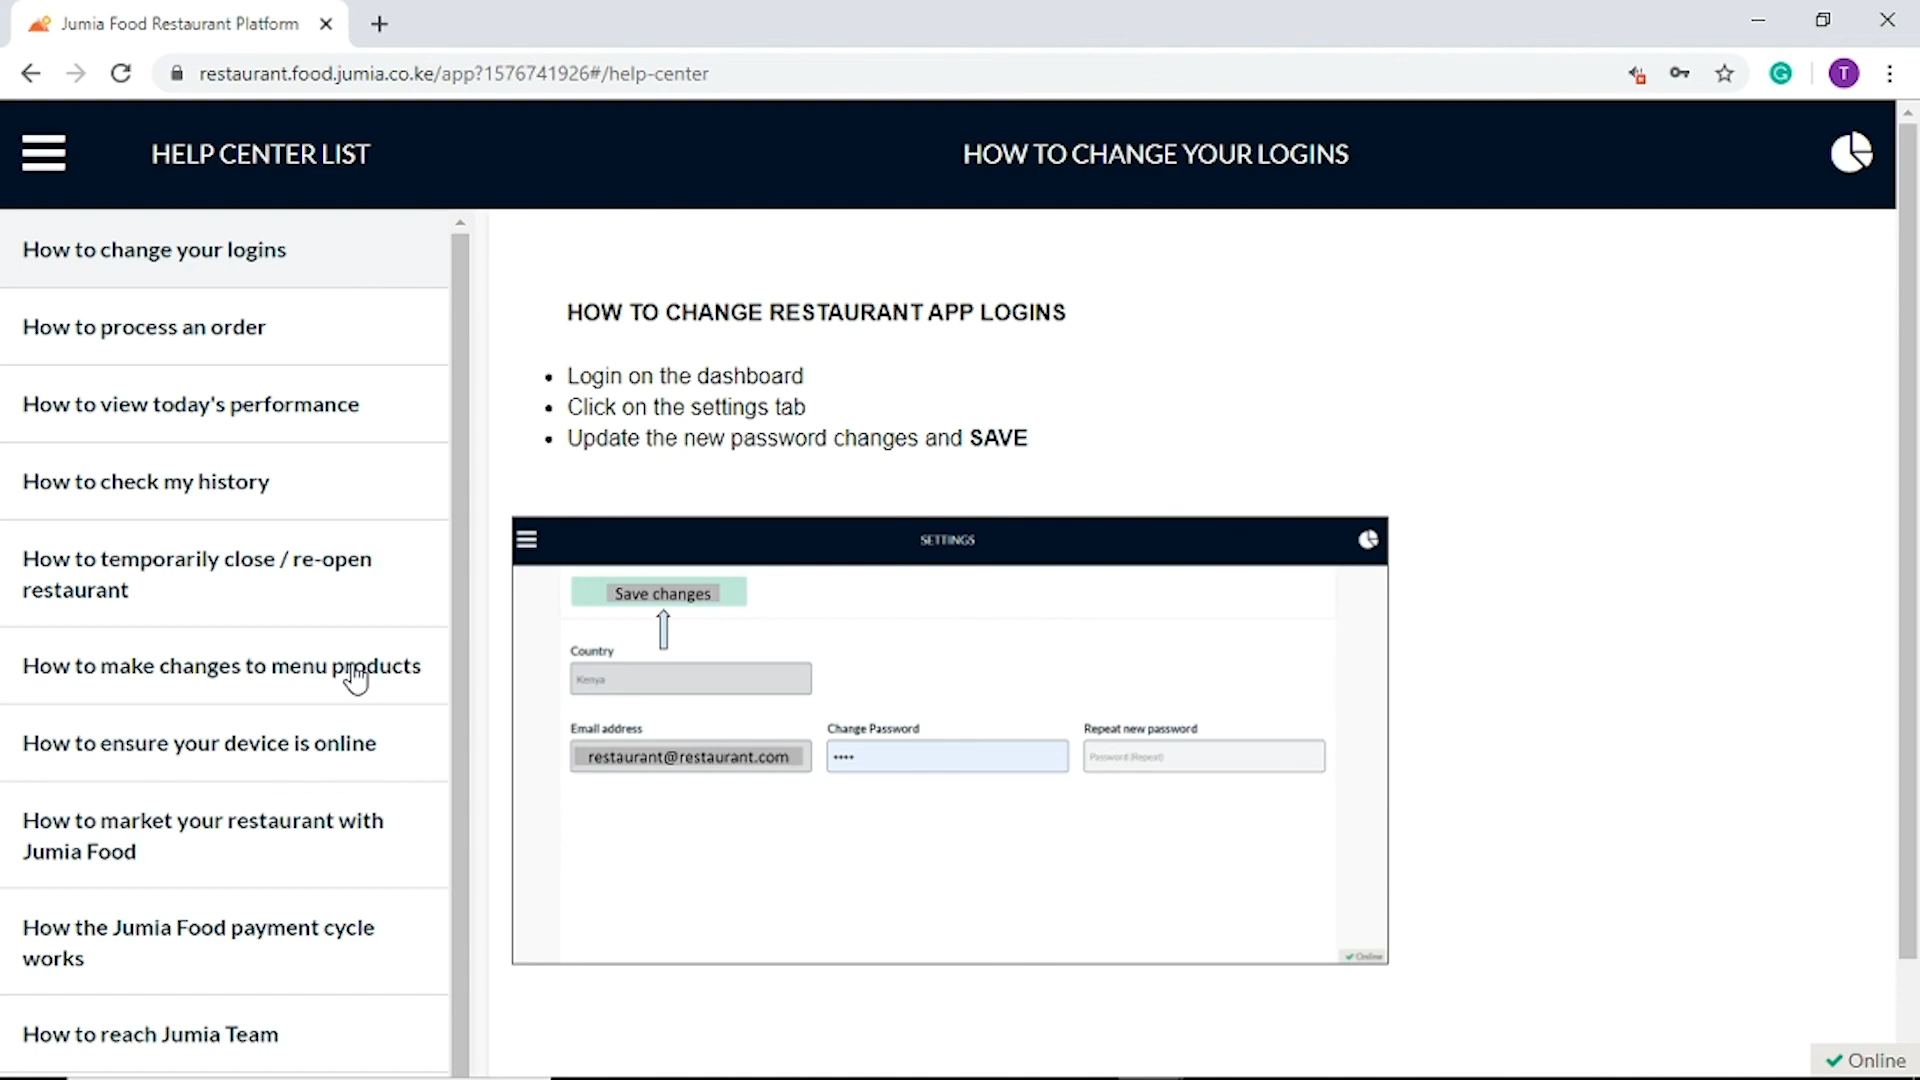 Jumia Food Restaurant Platform
restaurant.food.jumia.co.ke/app?1576741926#/help-center
T
HELP CENTER LIST
HOW TO CHANGE YOUR LOGINS
How to change your logins
How to process an order
How to view today's performance
How to check my history
How to temporarily close / re-open
restaurant
How to make changes to menu products
How to ensure your device is online
How to market your restaurant with
Jumia Food
How the Jumia Food payment cycle
works
How to reach Jumia Team
HOW TO CHANGE RESTAURANT APP LOGINS
• Login on the dashboard
• Click on the settings tab
• Update the new password changes and SAVE
SETTINGS
Save changes
Country
Kenya
Email address
Change Password
Repeat new password
restaurant@restaurant.com
••••
Password (Repeat)
Online
Online